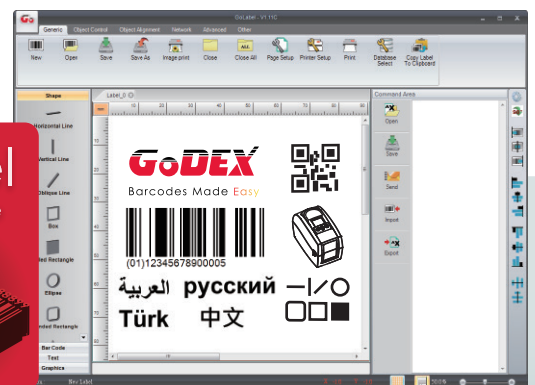 Go
GoLabel - V1.11C
Generic Object Control Object Alignment Network Advanced Other
New Open Save Save As Image print Close Close All Page Setup Printer Setup Print Database Select Copy Label To Clipboard
ALL
Shape
Label_0
Command Area
Horizontal Line
Vertical Line
Oblique Line
Box
Ellipse
Bar Code
Text
Graphics
GoDEX
Barcodes Made Easy
(01)12345678900005
العربية русский
Türk 中文
Open
Save
Send
Import
Export
New Label